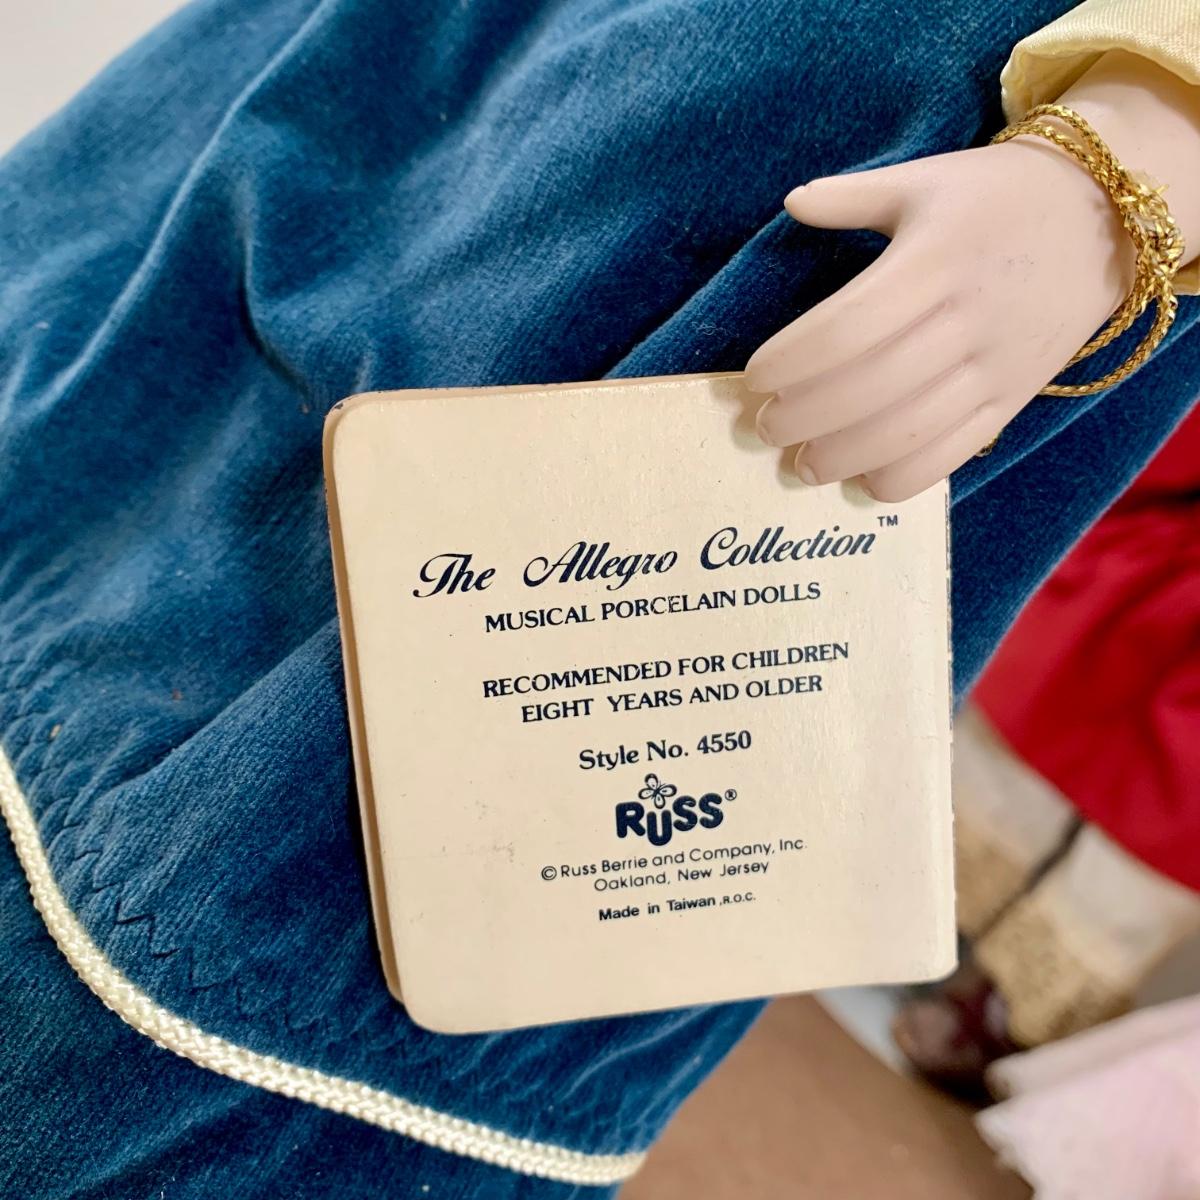 The Allegro Collection™
MUSICAL PORCELAIN DOLLS
RECOMMENDED FOR CHILDREN
EIGHT YEARS AND OLDER
Style No. 4550
RUSS®
© Russ Berrie and Company, Inc.
Oakland, New Jersey
Made in Taiwan ,R.O.C.